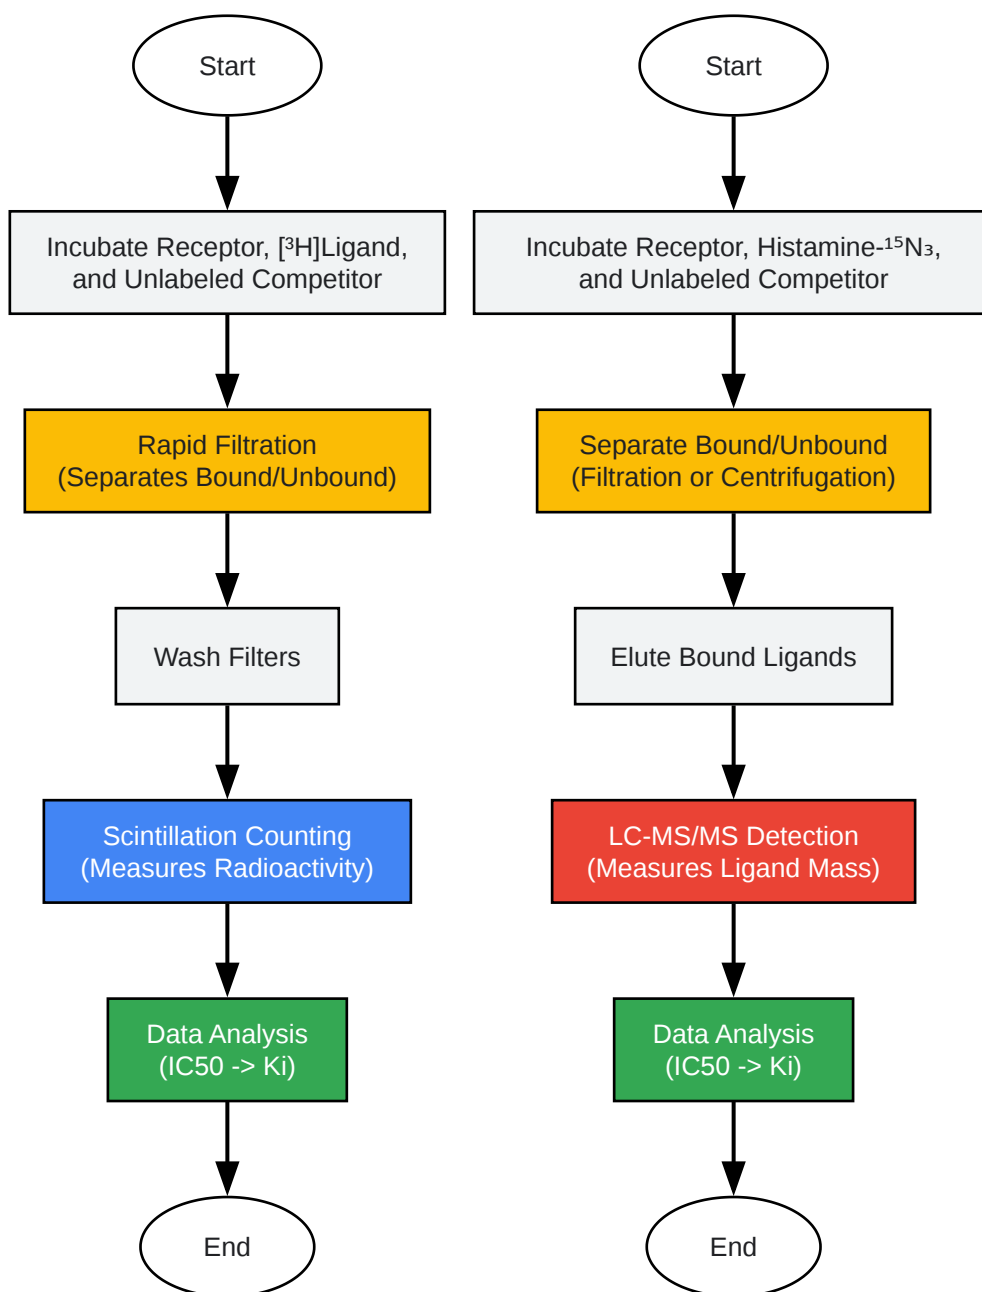 Start
Incubate Receptor, [³H]Ligand,
and Unlabeled Competitor
Rapid Filtration
(Separates Bound/Unbound)
Wash Filters
Scintillation Counting
(Measures Radioactivity)
Data Analysis
(IC50 -> Ki)
End
Start
Incubate Receptor, Histamine-¹⁵N₃,
and Unlabeled Competitor
Separate Bound/Unbound
(Filtration or Centrifugation)
Elute Bound Ligands
LC-MS/MS Detection
(Measures Ligand Mass)
Data Analysis
(IC50 -> Ki)
End